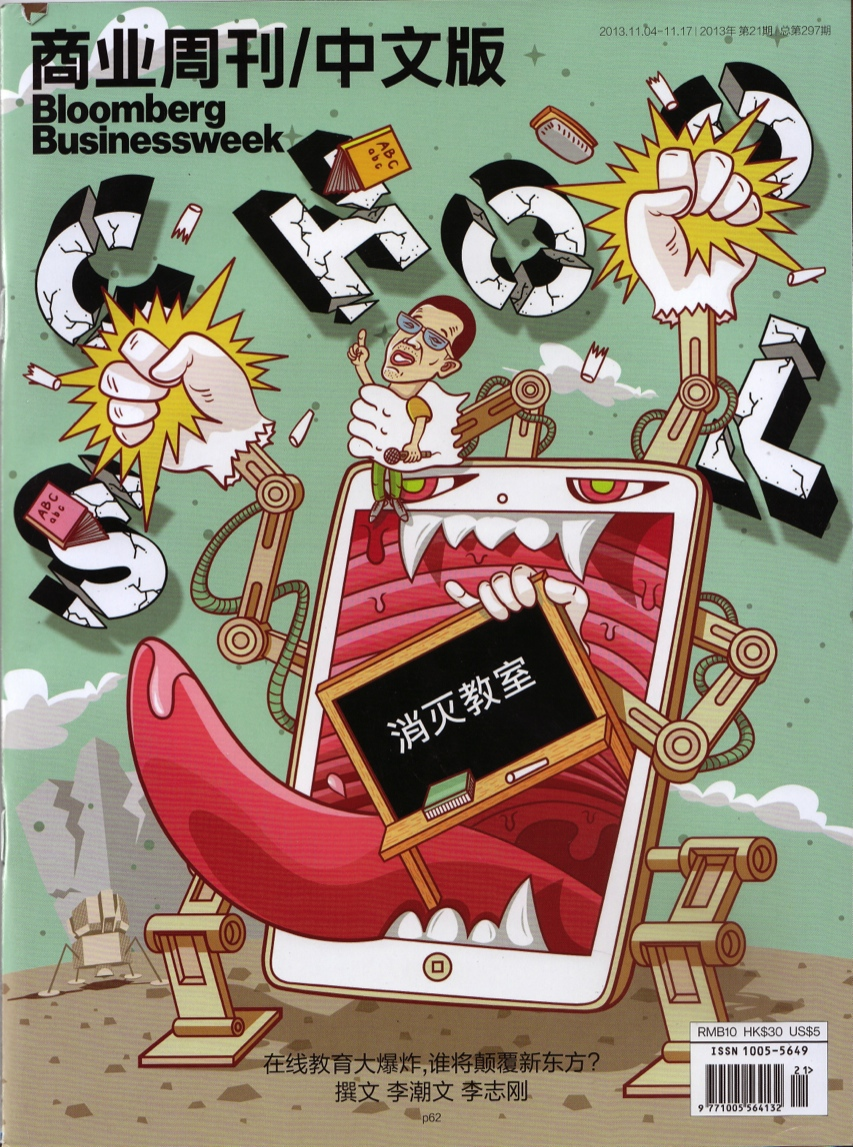 商业周刊/中文版
Bloomberg
Businessweek
2013.11.04-11.17 | 2013年 第21期 / 总第297期
SCHOOL
ABC
abc
ABC
abc
消灭教室
在线教育大爆炸,谁将颠覆新东方?
撰文 李潮文 李志刚
p62
RMB10 HK$30 US$5
ISSN 1005-5649
21>
9 771005 564132